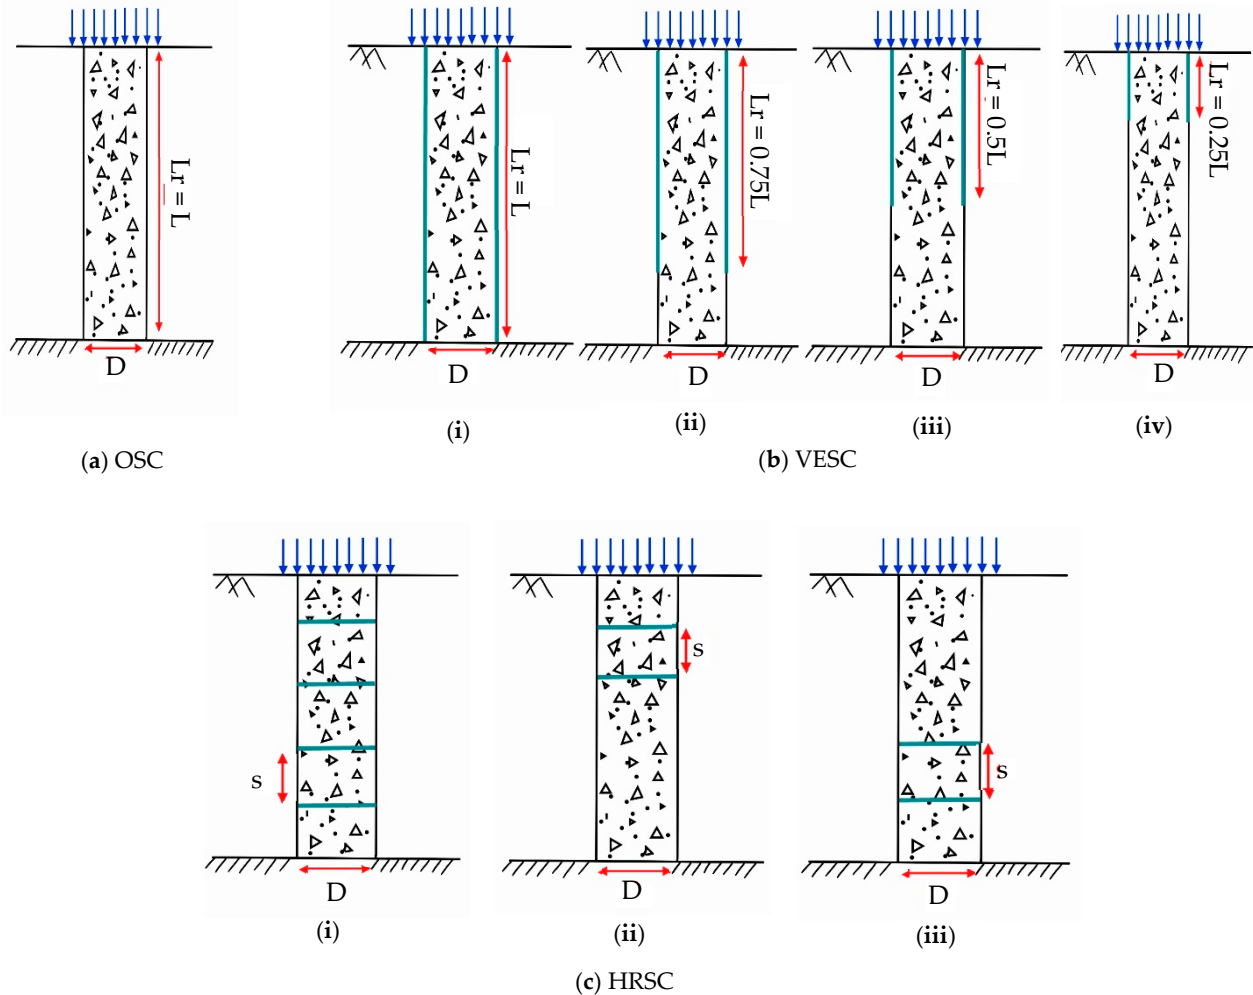 Lr = L
D
(a) OSC
Lr = L
D
(i)
Lr = 0.75L
D
(ii)
Lr = 0.5L
D
(iii)
Lr = 0.25L
D
(iv)
(b) VESC
s
D
(i)
s
D
(ii)
s
D
(iii)
(c) HRSC